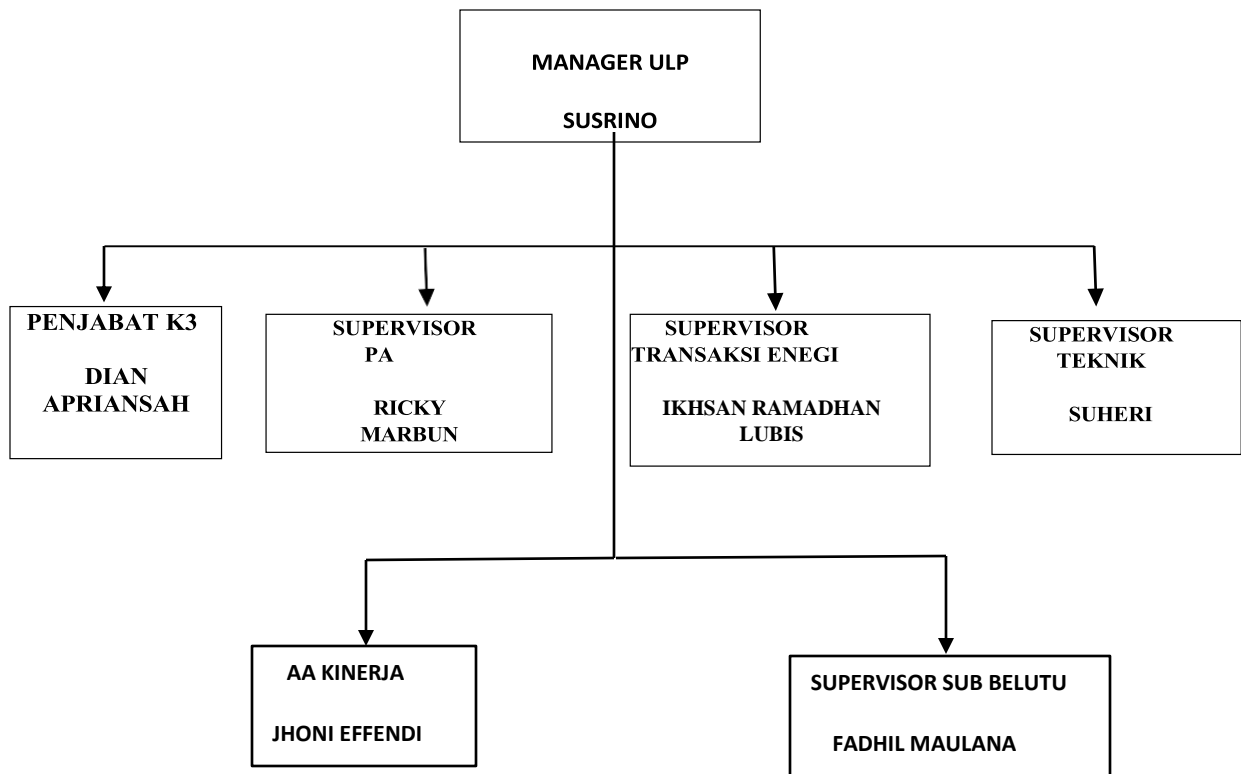 MANAGER ULP
SUSRINO
PENJABAT K3
DIAN
APRIANSAH
SUPERVISOR
PA
RICKY
MARBUN
SUPERVISOR
TRANSAKSI ENEGI
IKHSAN RAMADHAN
LUBIS
SUPERVISOR
TEKNIK
SUHERI
AA KINERJA
JHONI EFFENDI
SUPERVISOR SUB BELUTU
FADHIL MAULANA